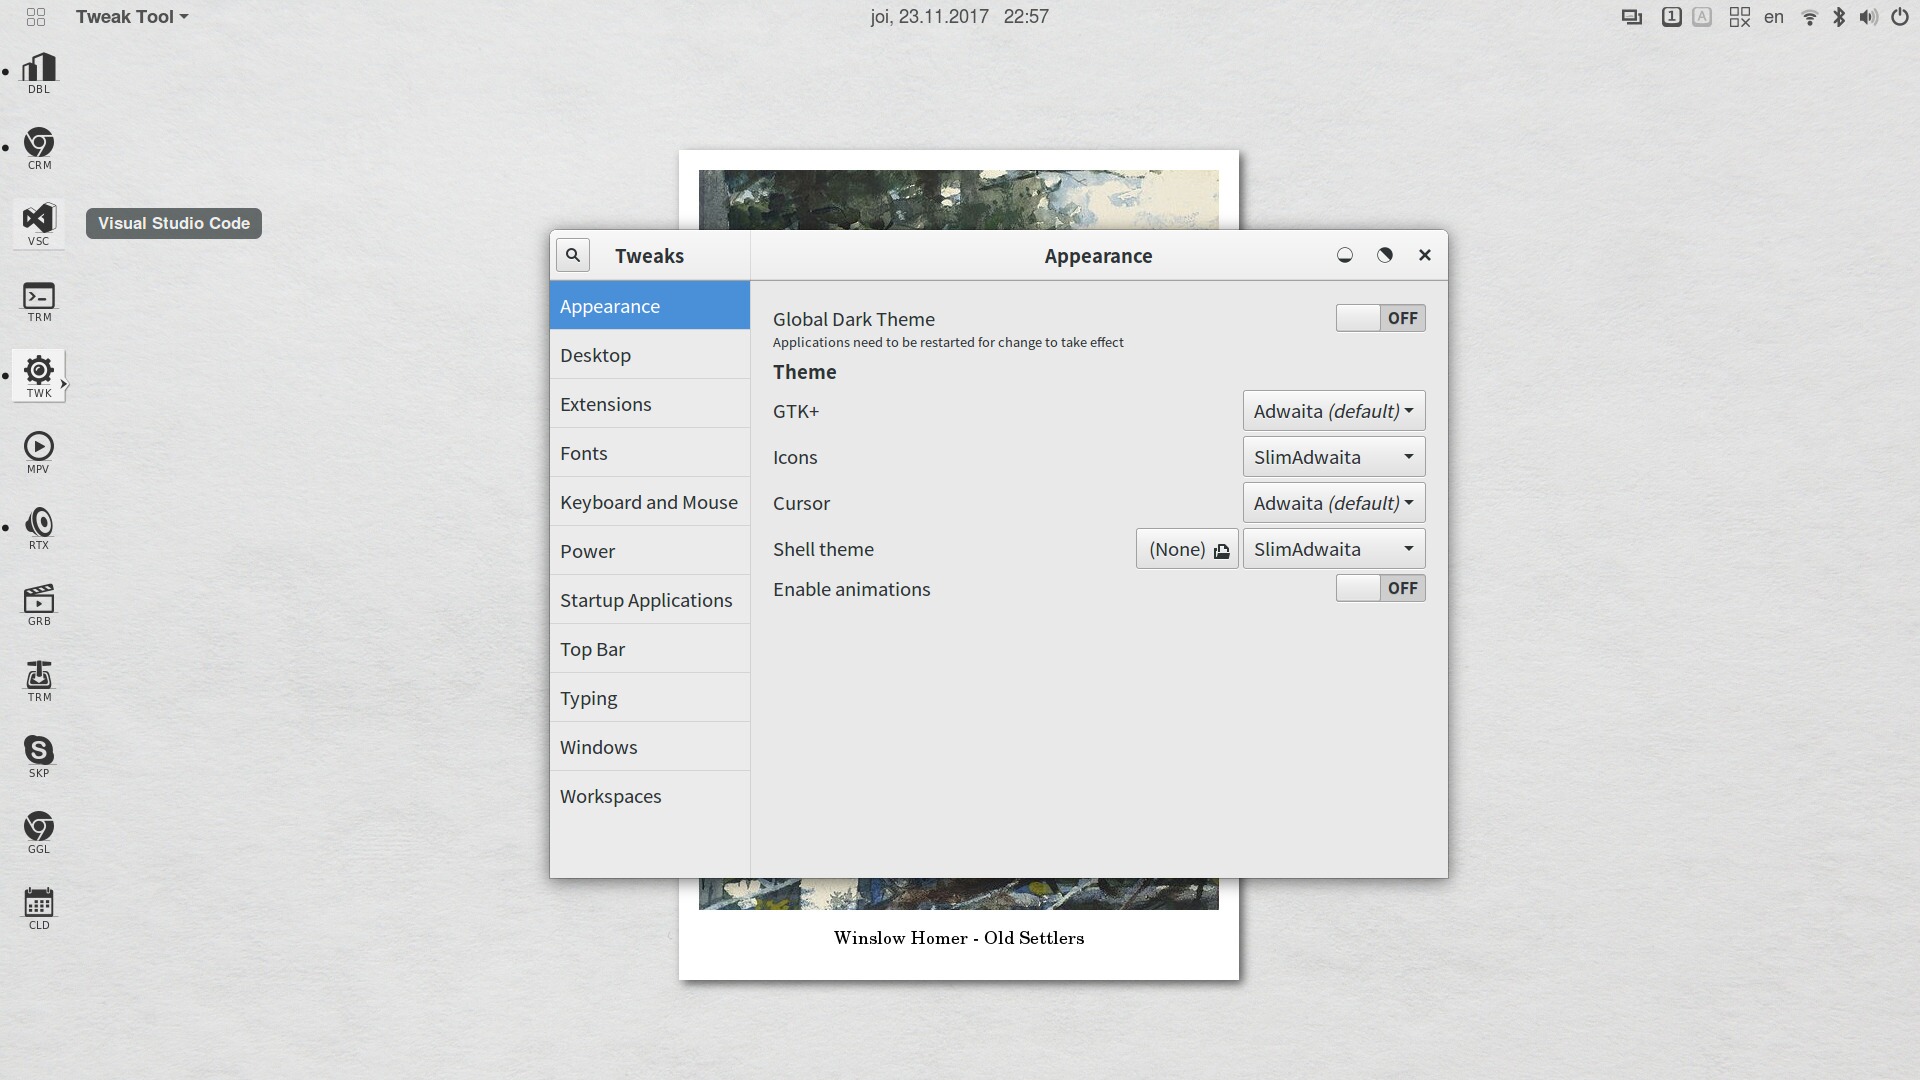 Tweak Tool
joi, 23.11.2017 22:57
1
A
en
DBL
CRM
VSC
Visual Studio Code
TRM
TWK
MPV
RTX
GRB
TRM
SKP
GGL
CLD
Tweaks
Appearance
Appearance
Desktop
Extensions
Fonts
Keyboard and Mouse
Power
Startup Applications
Top Bar
Typing
Windows
Workspaces
Global Dark Theme
OFF
Applications need to be restarted for change to take effect
Theme
GTK+
Adwaita (default)
Icons
SlimAdwaita
Cursor
Adwaita (default)
Shell theme
(None)
SlimAdwaita
Enable animations
OFF
Winslow Homer - Old Settlers